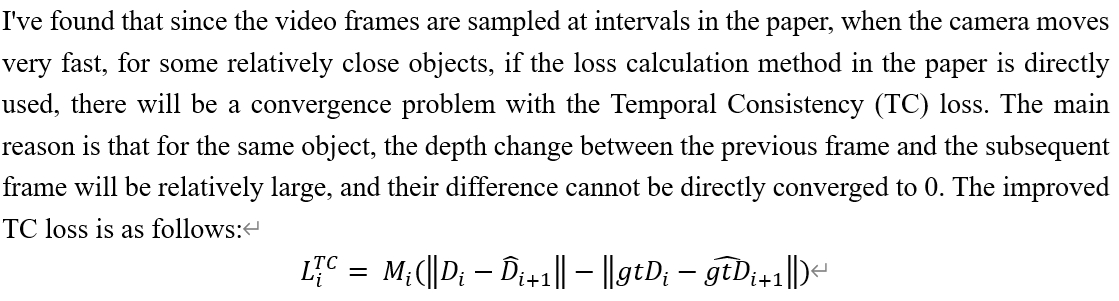 I've found that since the video frames are sampled at intervals in the paper, when the camera moves
very fast, for some relatively close objects, if the loss calculation method in the paper is directly
used, there will be a convergence problem with the Temporal Consistency (TC) loss. The main
reason is that for the same object, the depth change between the previous frame and the subsequent
frame will be relatively large, and their difference cannot be directly converged to 0. The improved
TC loss is as follows:↵
L_i^{TC} = M_i(‖D_i − \widehat{D}_{i+1}‖ − ‖gtD_i − \widehat{gtD}_{i+1}‖)↵